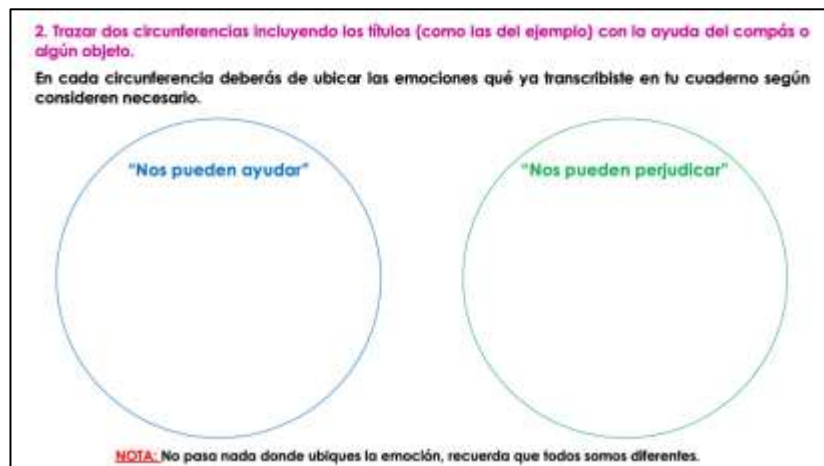 2. Trazar dos circunferencias incluyendo los títulos (como las del ejemplo) con la ayuda del compás o
algún objeto.
En cada circunferencia deberás de ubicar las emociones qué ya transcribiste en tu cuaderno según
consideren necesario.
"Nos pueden ayudar"
"Nos pueden perjudicar"
NOTA: No pasa nada donde ubiques la emoción, recuerda que todos somos diferentes.